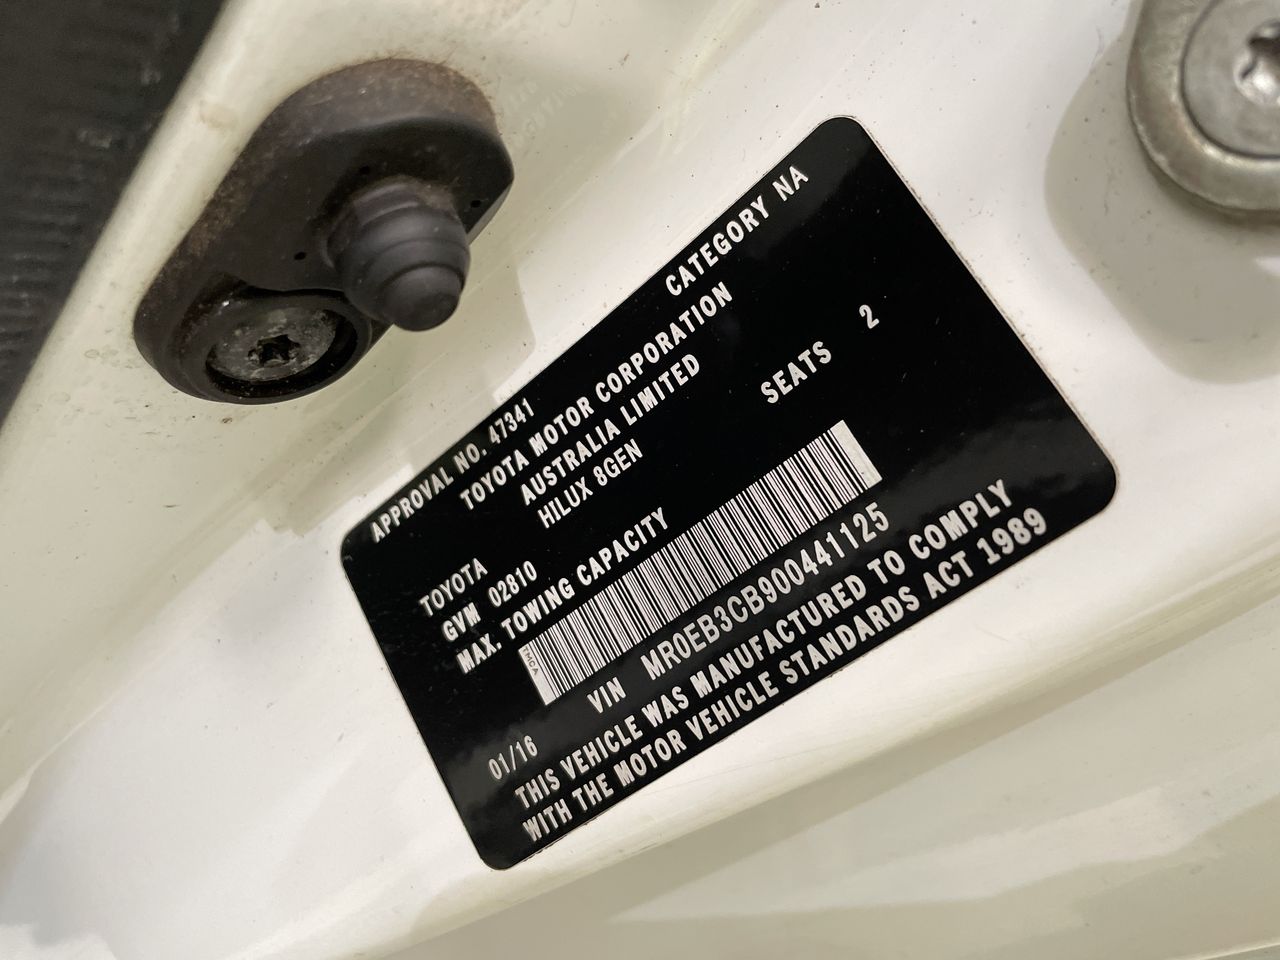 APPROVAL NO. 47341 CATEGORY NA
TOYOTA MOTOR CORPORATION
AUSTRALIA LIMITED
TOYOTA HILUX 8GEN
GVM 02810 SEATS 2
MAX. TOWING CAPACITY
TMCA
VIN MR0EB3CB900441125
01/16
THIS VEHICLE WAS MANUFACTURED TO COMPLY
WITH THE MOTOR VEHICLE STANDARDS ACT 1989